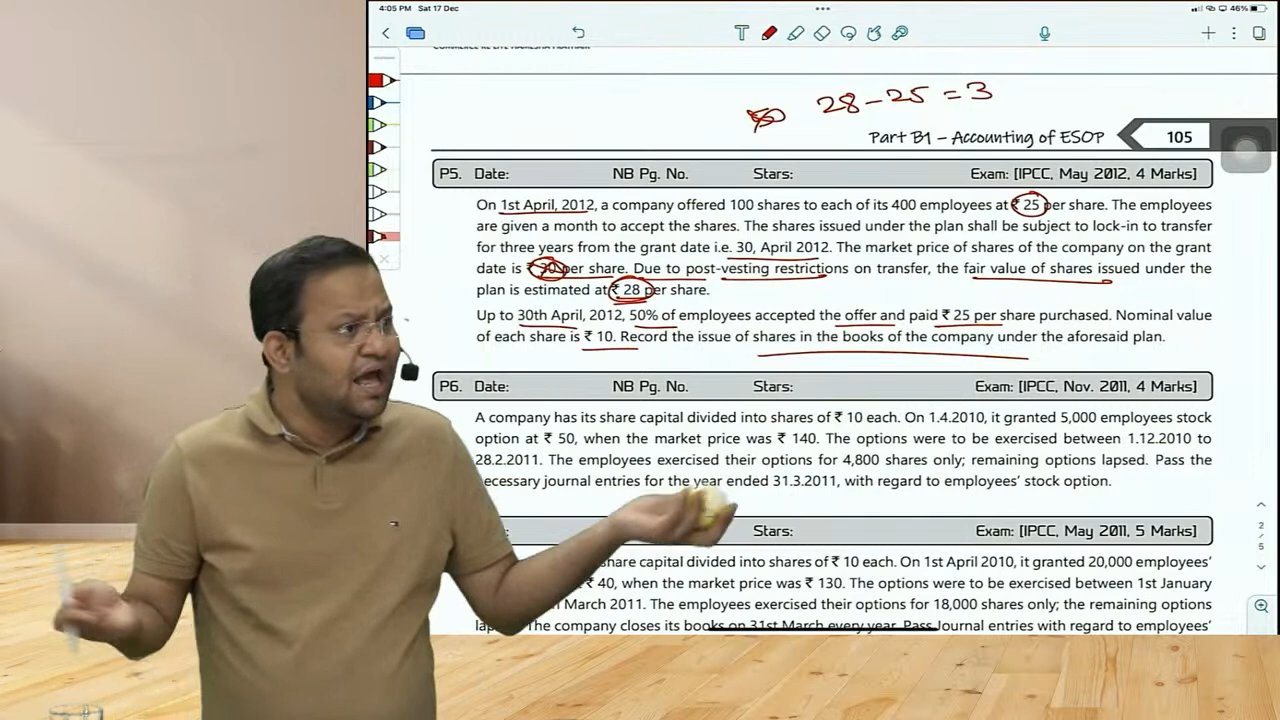 4:05 PM Sat 17 Dec
46%
28 - 25 = 3
Part B1 – Accounting of ESOP
105
P5. Date: NB Pg. No. Stars: Exam: [IPCC, May 2012, 4 Marks]
On 1st April, 2012, a company offered 100 shares to each of its 400 employees at ₹ 25 per share. The employees
are given a month to accept the shares. The shares issued under the plan shall be subject to lock-in to transfer
for three years from the grant date i.e. 30, April 2012. The market price of shares of the company on the grant
date is ₹ 30 per share. Due to post-vesting restrictions on transfer, the fair value of shares issued under the
plan is estimated at ₹ 28 per share.
Up to 30th April, 2012, 50% of employees accepted the offer and paid ₹ 25 per share purchased. Nominal value
of each share is ₹ 10. Record the issue of shares in the books of the company under the aforesaid plan.
P6. Date: NB Pg. No. Stars: Exam: [IPCC, Nov. 2011, 4 Marks]
A company has its share capital divided into shares of ₹ 10 each. On 1.4.2010, it granted 5,000 employees stock
option at ₹ 50, when the market price was ₹ 140. The options were to be exercised between 1.12.2010 to
28.2.2011. The employees exercised their options for 4,800 shares only; remaining options lapsed. Pass the
ecessary journal entries for the year ended 31.3.2011, with regard to employees' stock option.
Stars: Exam: [IPCC, May 2011, 5 Marks]
share capital divided into shares of ₹ 10 each. On 1st April 2010, it granted 20,000 employees'
₹ 40, when the market price was ₹ 130. The options were to be exercised between 1st January
March 2011. The employees exercised their options for 18,000 shares only; the remaining options
The company closes its books on 31st March every year. Pass Journal entries with regard to employees'
2
5